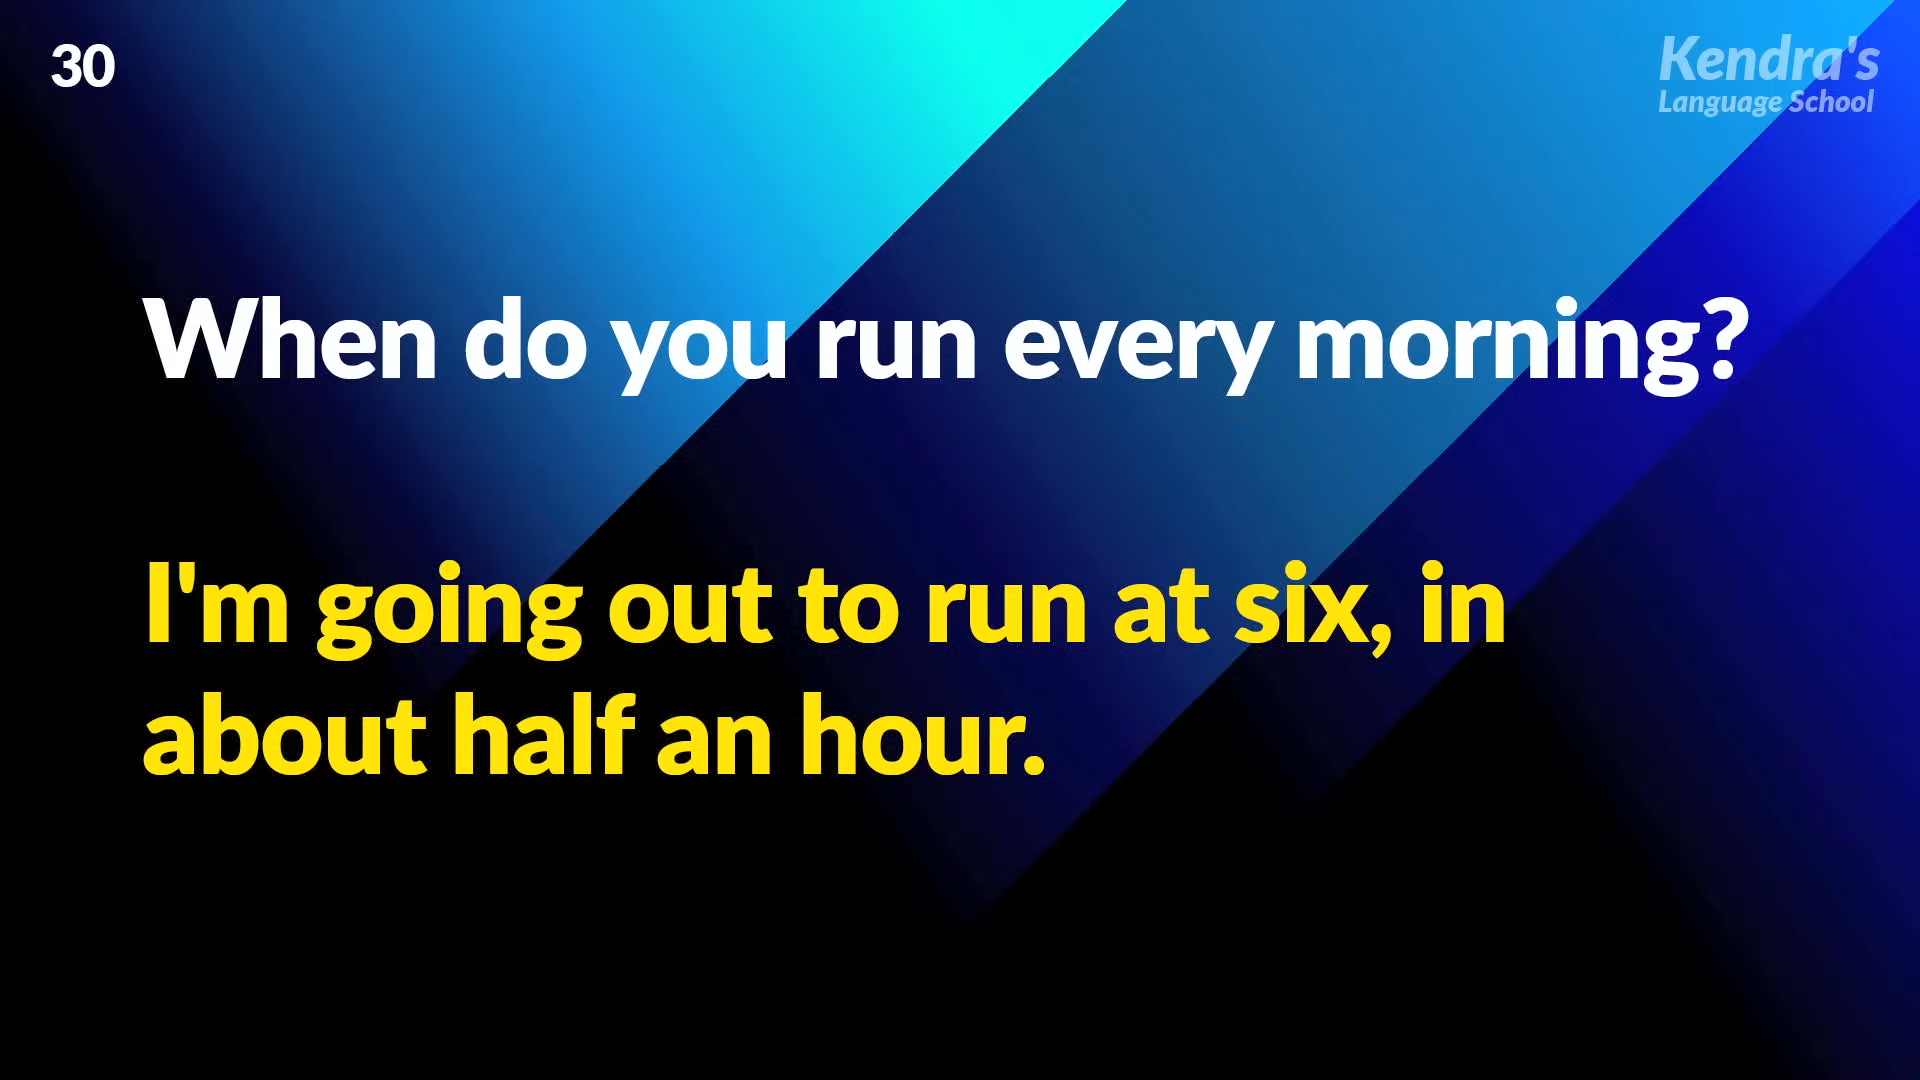 30
Kendra's
Language School
When do you run every morning?
I'm going out to run at six, in
about half an hour.